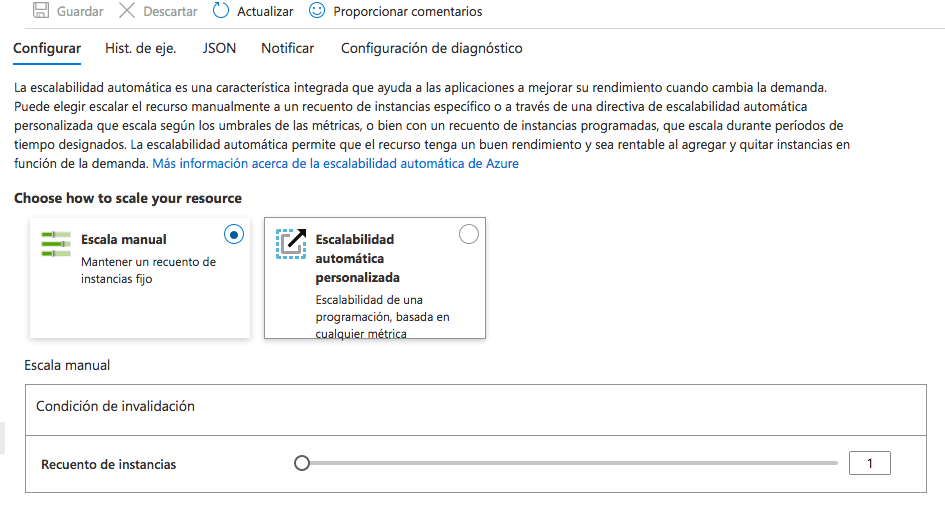 Guardar Descartar Actualizar Proporcionar comentarios
Configurar Hist. de eje. JSON Notificar Configuración de diagnóstico
La escalabilidad automática es una característica integrada que ayuda a las aplicaciones a mejorar su rendimiento cuando cambia la demanda.
Puede elegir escalar el recurso manualmente a un recuento de instancias específico o a través de una directiva de escalabilidad automática
personalizada que escala según los umbrales de las métricas, o bien con un recuento de instancias programadas, que escala durante períodos de
tiempo designados. La escalabilidad automática permite que el recurso tenga un buen rendimiento y sea rentable al agregar y quitar instancias en
función de la demanda. Más información acerca de la escalabilidad automática de Azure
Choose how to scale your resource
Escala manual
Mantener un recuento de
instancias fijo
Escalabilidad
automática
personalizada
Escalabilidad de una
programación, basada en
cualquier métrica
Escala manual
Condición de invalidación
Recuento de instancias 1